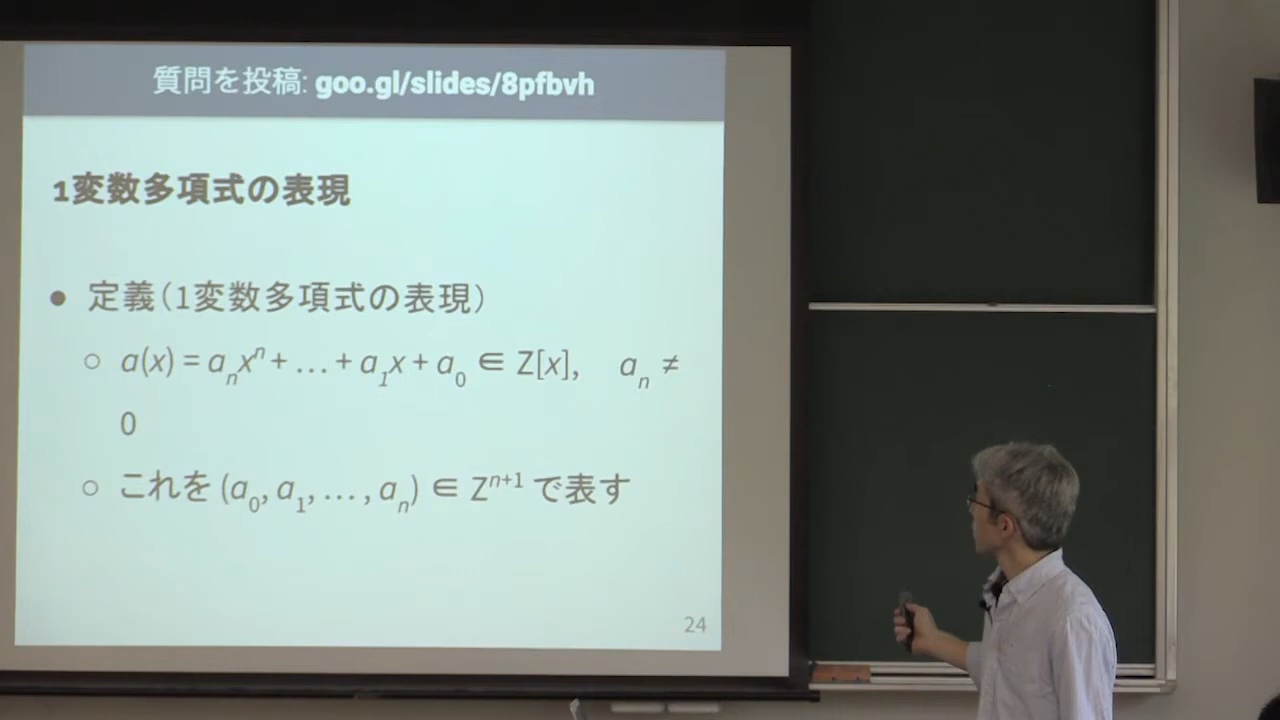 質問を投稿: goo.gl/slides/8pfbvh
1変数多項式の表現
● 定義(1変数多項式の表現)
○ a(x) = aₙxⁿ + … + a₁x + a₀ ∈ Z[x], aₙ ≠
0
○ これを (a₀, a₁, … , aₙ) ∈ Zⁿ⁺¹ で表す
24